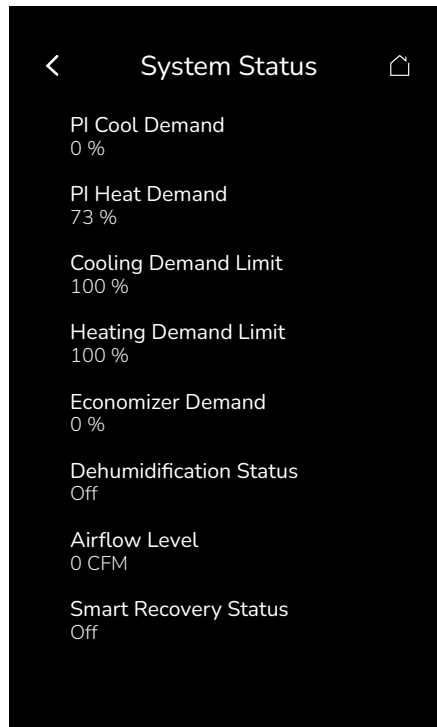 System Status
PI Cool Demand
0 %
PI Heat Demand
73 %
Cooling Demand Limit
100 %
Heating Demand Limit
100 %
Economizer Demand
0 %
Dehumidification Status
Off
Airflow Level
0 CFM
Smart Recovery Status
Off